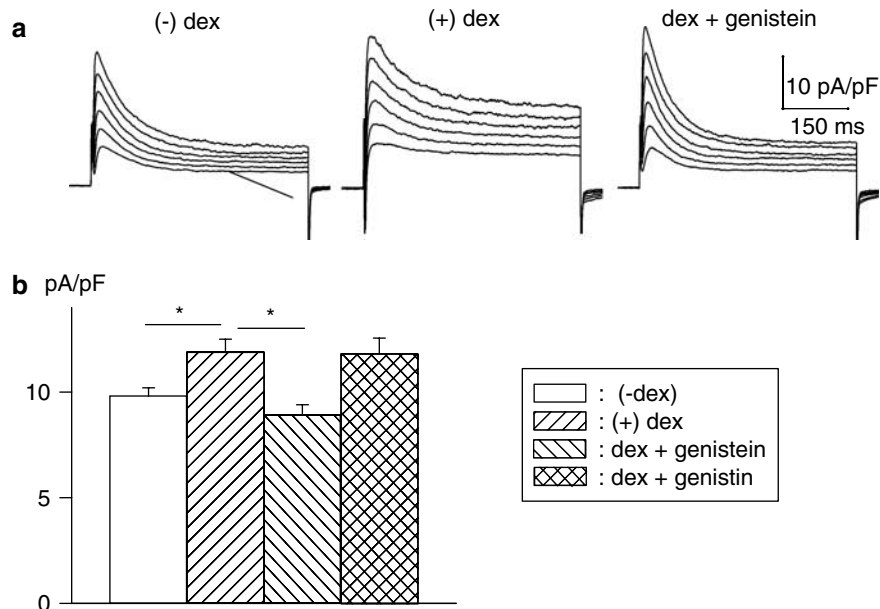 a
(-) dex
(+) dex
dex + genistein
10 pA/pF
150 ms
b
pA/pF
*
*
10
5
0
: (-dex)
: (+) dex
: dex + genistein
: dex + genistin